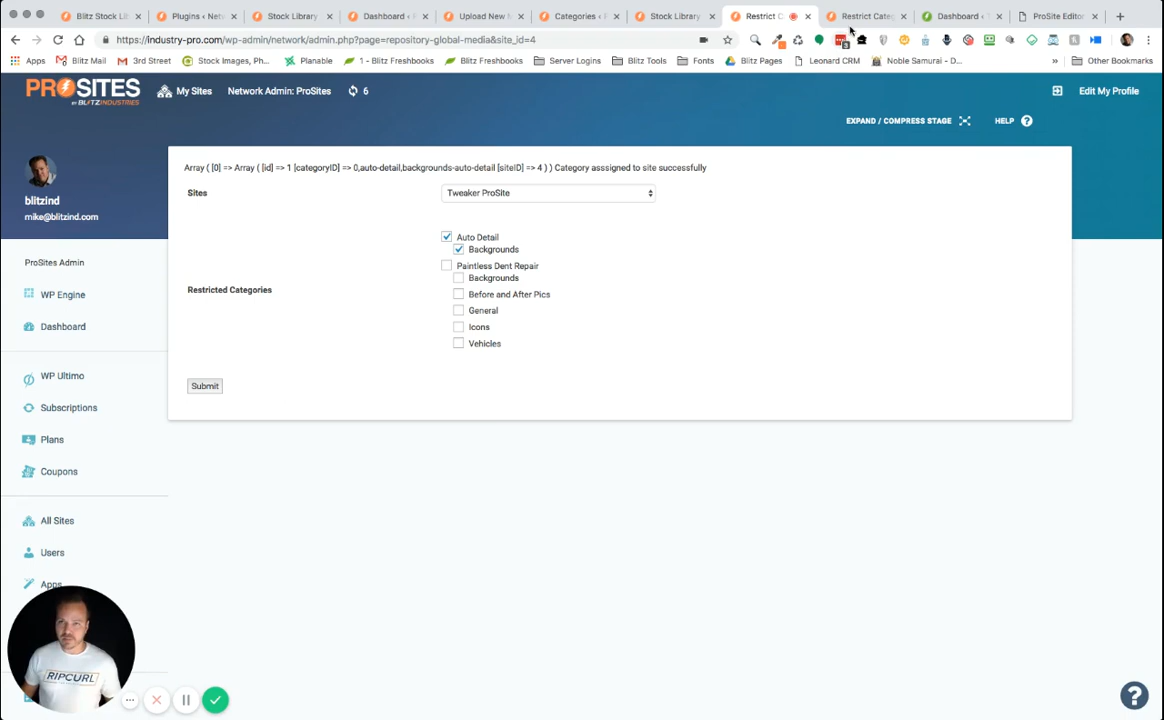 Blitz Stock Lib
Plugins ‹ Netw
Stock Library
Dashboard ‹ P
Upload New M
Categories ‹ P
Stock Library
Restrict C
Restrict Categ
Dashboard ‹ T
ProSite Editor
https://industry-pro.com/wp-admin/network/admin.php?page=repository-global-media&site_id=4
Apps
Blitz Mail
3rd Street
Stock Images, Ph...
Planable
1 - Blitz Freshbooks
Blitz Freshbooks
Server Logins
Blitz Tools
Fonts
Blitz Pages
Leonard CRM
Noble Samurai - D...
»
Other Bookmarks
PROSITES
BY BLITZINDUSTRIES
My Sites
Network Admin: ProSites
6
Edit My Profile
EXPAND / COMPRESS STAGE
HELP
blitzind
mike@blitzind.com
Array ( [0] => Array ( [id] => 1 [categoryID] => 0,auto-detail,backgrounds-auto-detail [siteID] => 4 ) ) Category asssigned to site successfully
Sites
Tweaker ProSite
Auto Detail
Backgrounds
Paintless Dent Repair
Backgrounds
Restricted Categories
Before and After Pics
General
Icons
Vehicles
Submit
ProSites Admin
WP Engine
Dashboard
WP Ultimo
Subscriptions
Plans
Coupons
All Sites
Users
Apps
RIPCURL